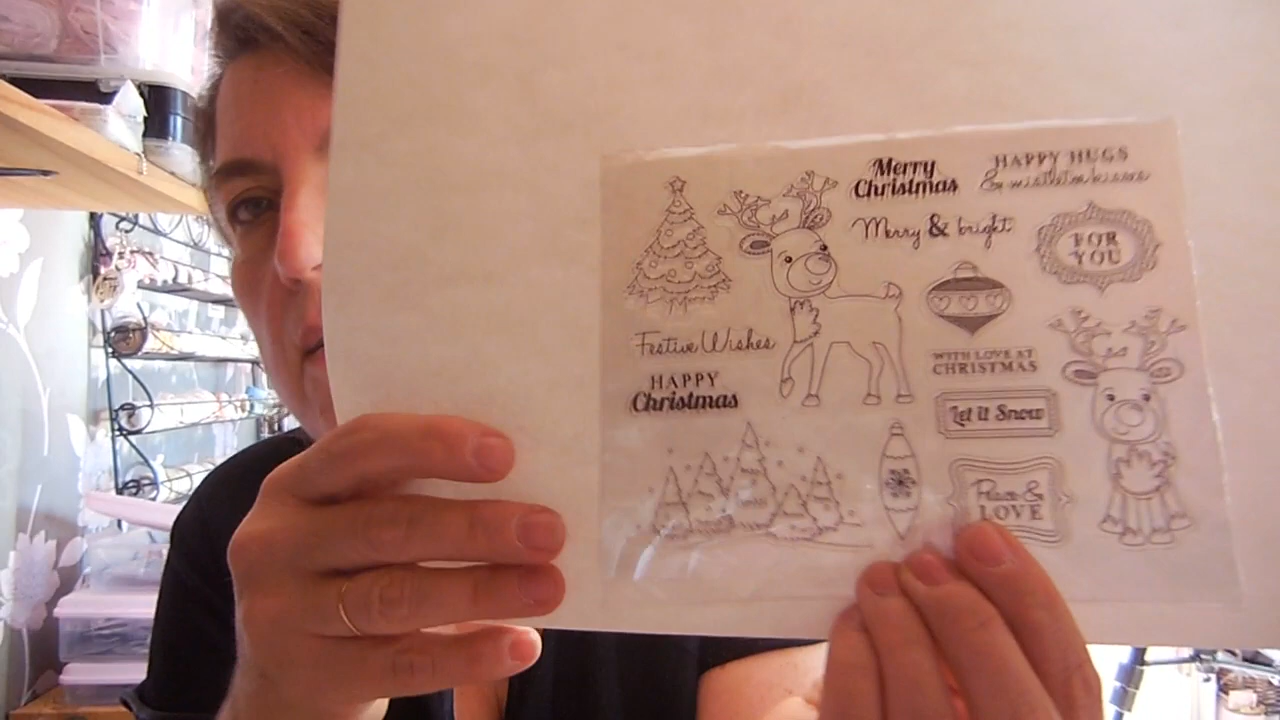 Merry
Christmas
HAPPY HUGS
& mistletoe kisses
Merry & bright
FOR
YOU
Festive Wishes
HAPPY
Christmas
WITH LOVE AT
CHRISTMAS
Let it Snow
Peace &
LOVE